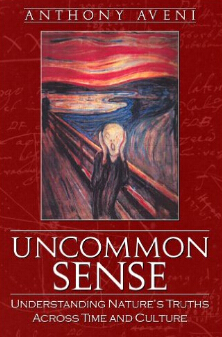 ANTHONY AVENI
UNCOMMON
SENSE
UNDERSTANDING NATURE'S TRUTHS
ACROSS TIME AND CULTURE